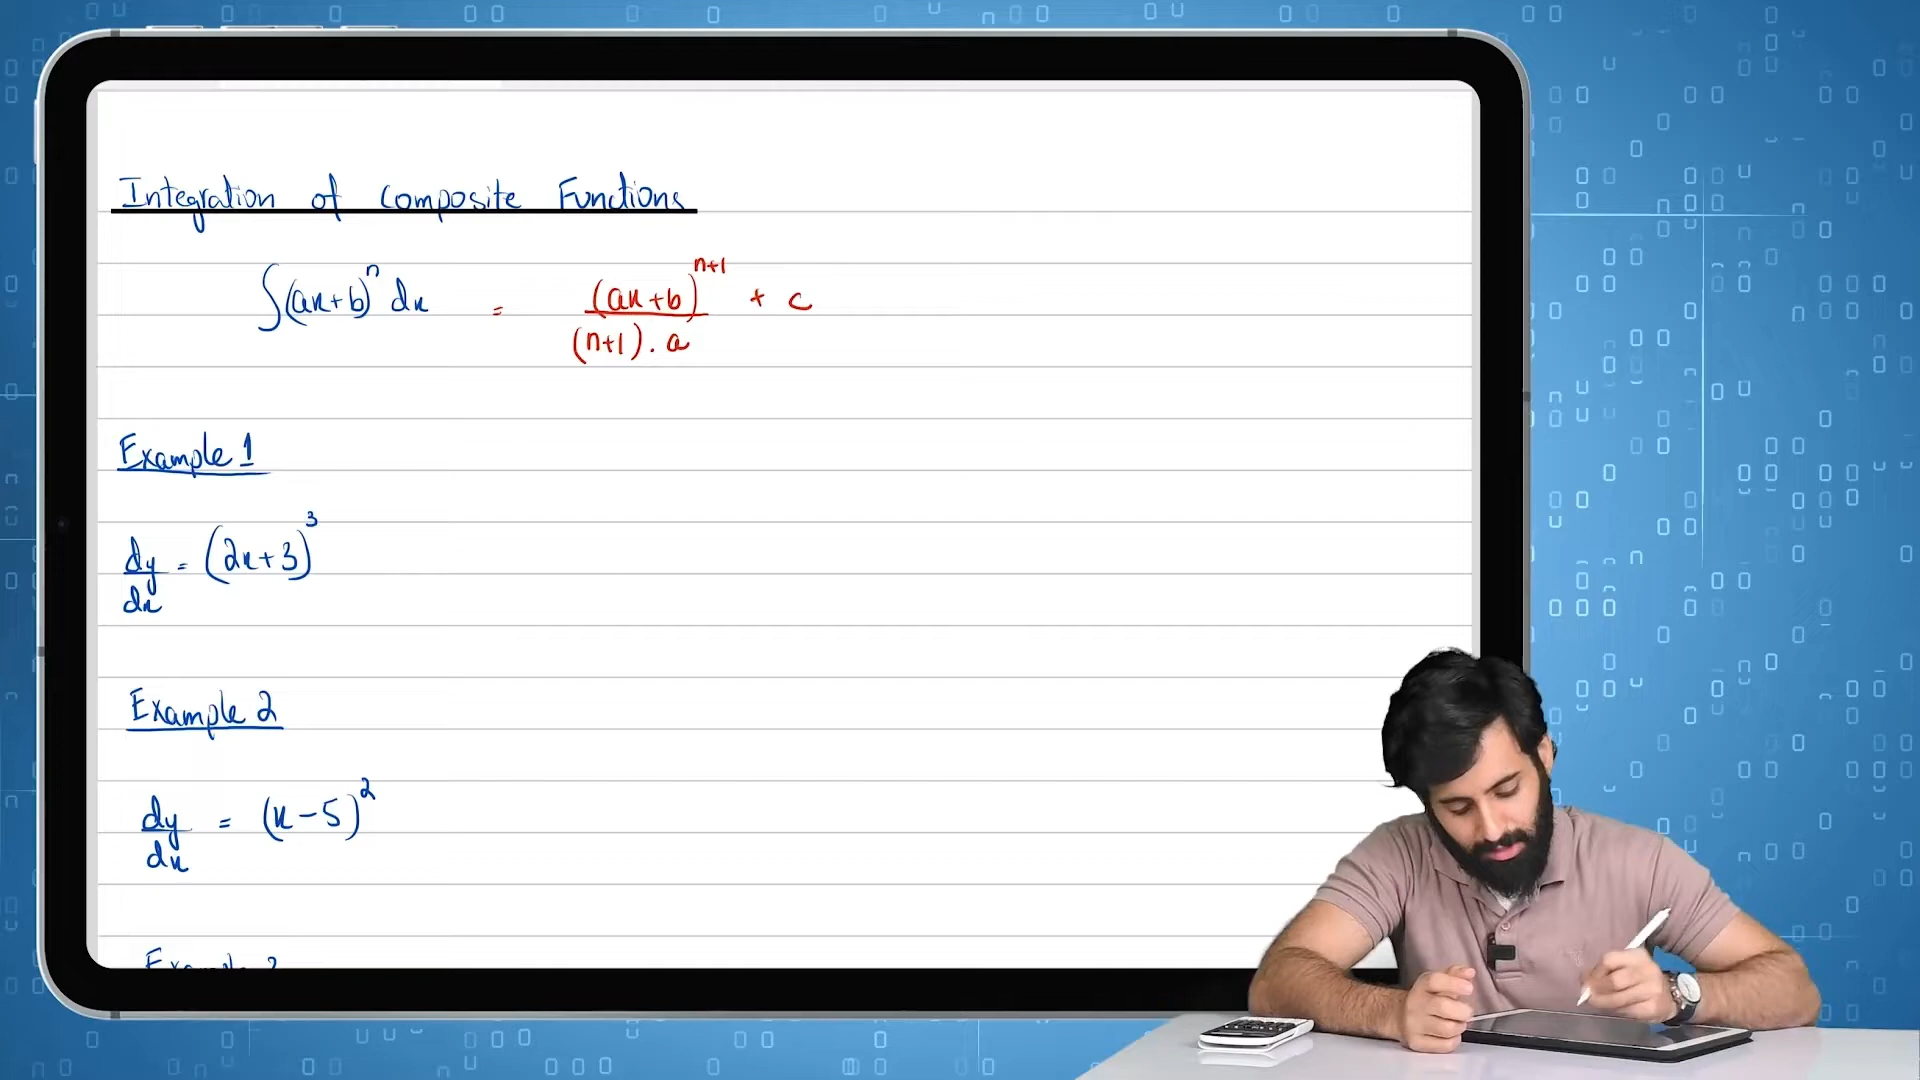 Integration of Composite Functions
∫(ax+b)^n dx = (ax+b)^(n+1) / (n+1).a + c
Example 1
dy/dx = (2x+3)^3
Example 2
dy/dx = (x-5)^2